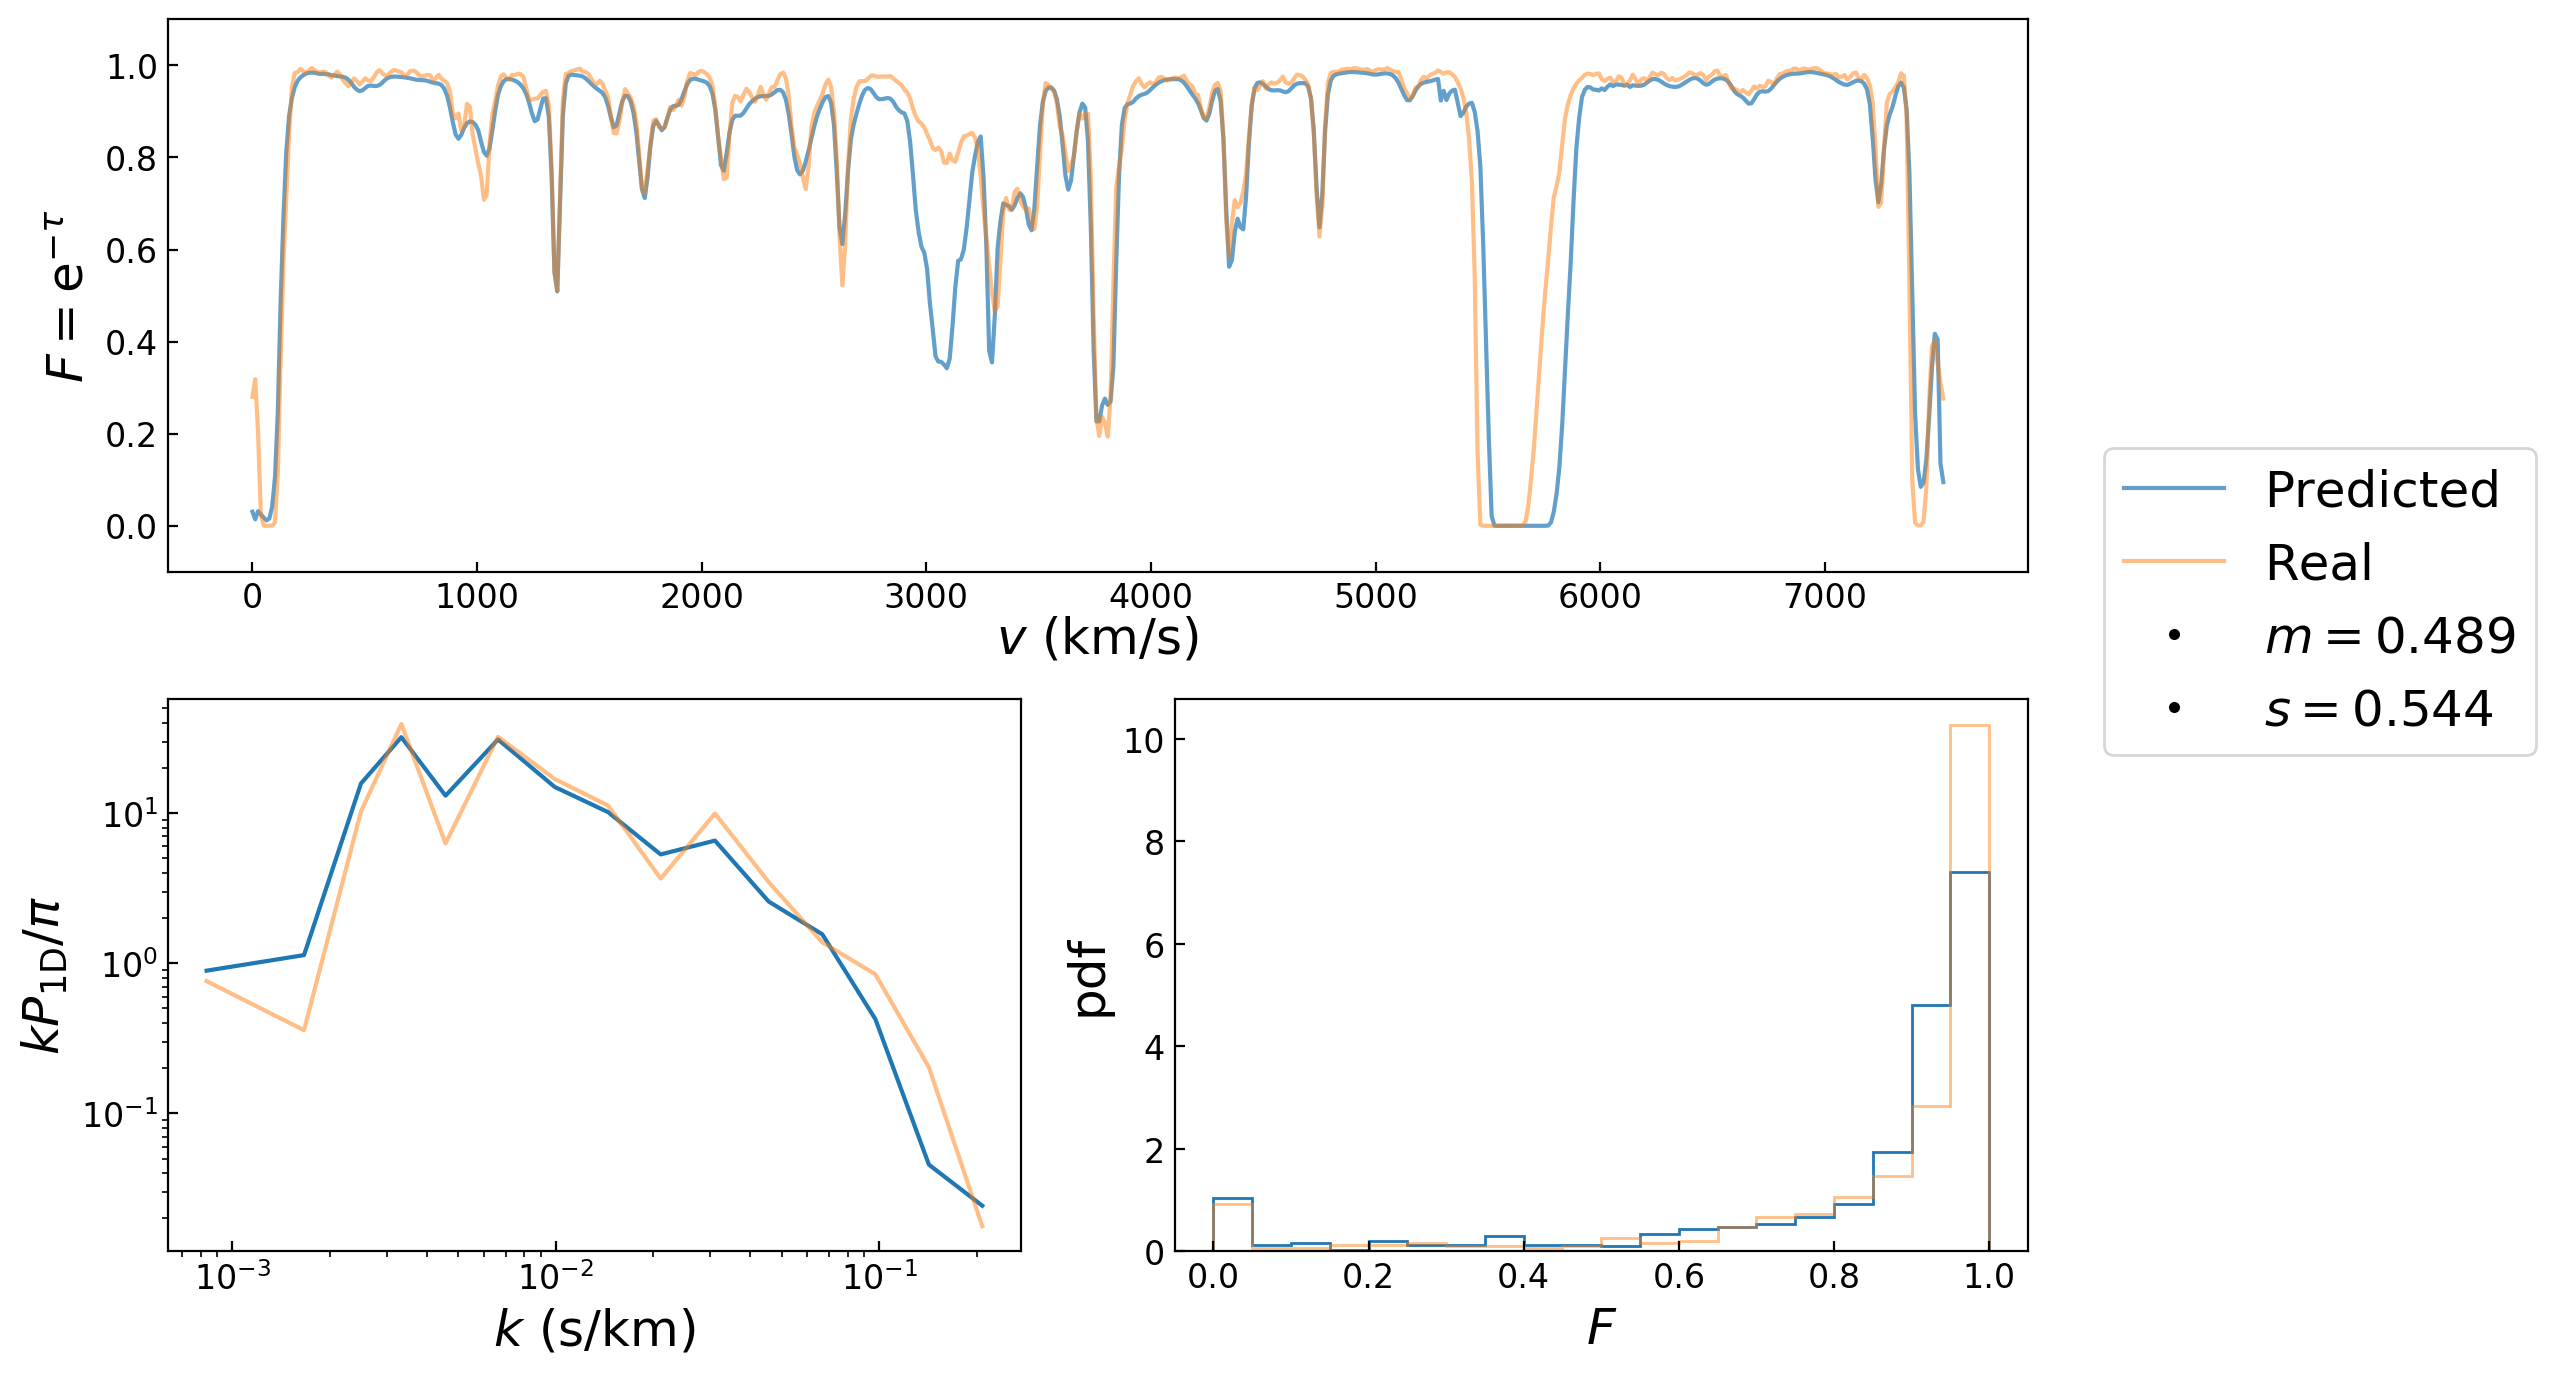 1.0
0.8
0.6
0.4
0.2
0.0
F = e^{−τ}
0 1000 2000 3000 4000 5000 6000 7000
v (km/s)
Predicted
Real
m = 0.489
s = 0.544
10^1
10^0
10^{−1}
kP_{1D}/π
10^{−3} 10^{−2} 10^{−1}
k (s/km)
10
8
6
4
2
0
pdf
0.0 0.2 0.4 0.6 0.8 1.0
F